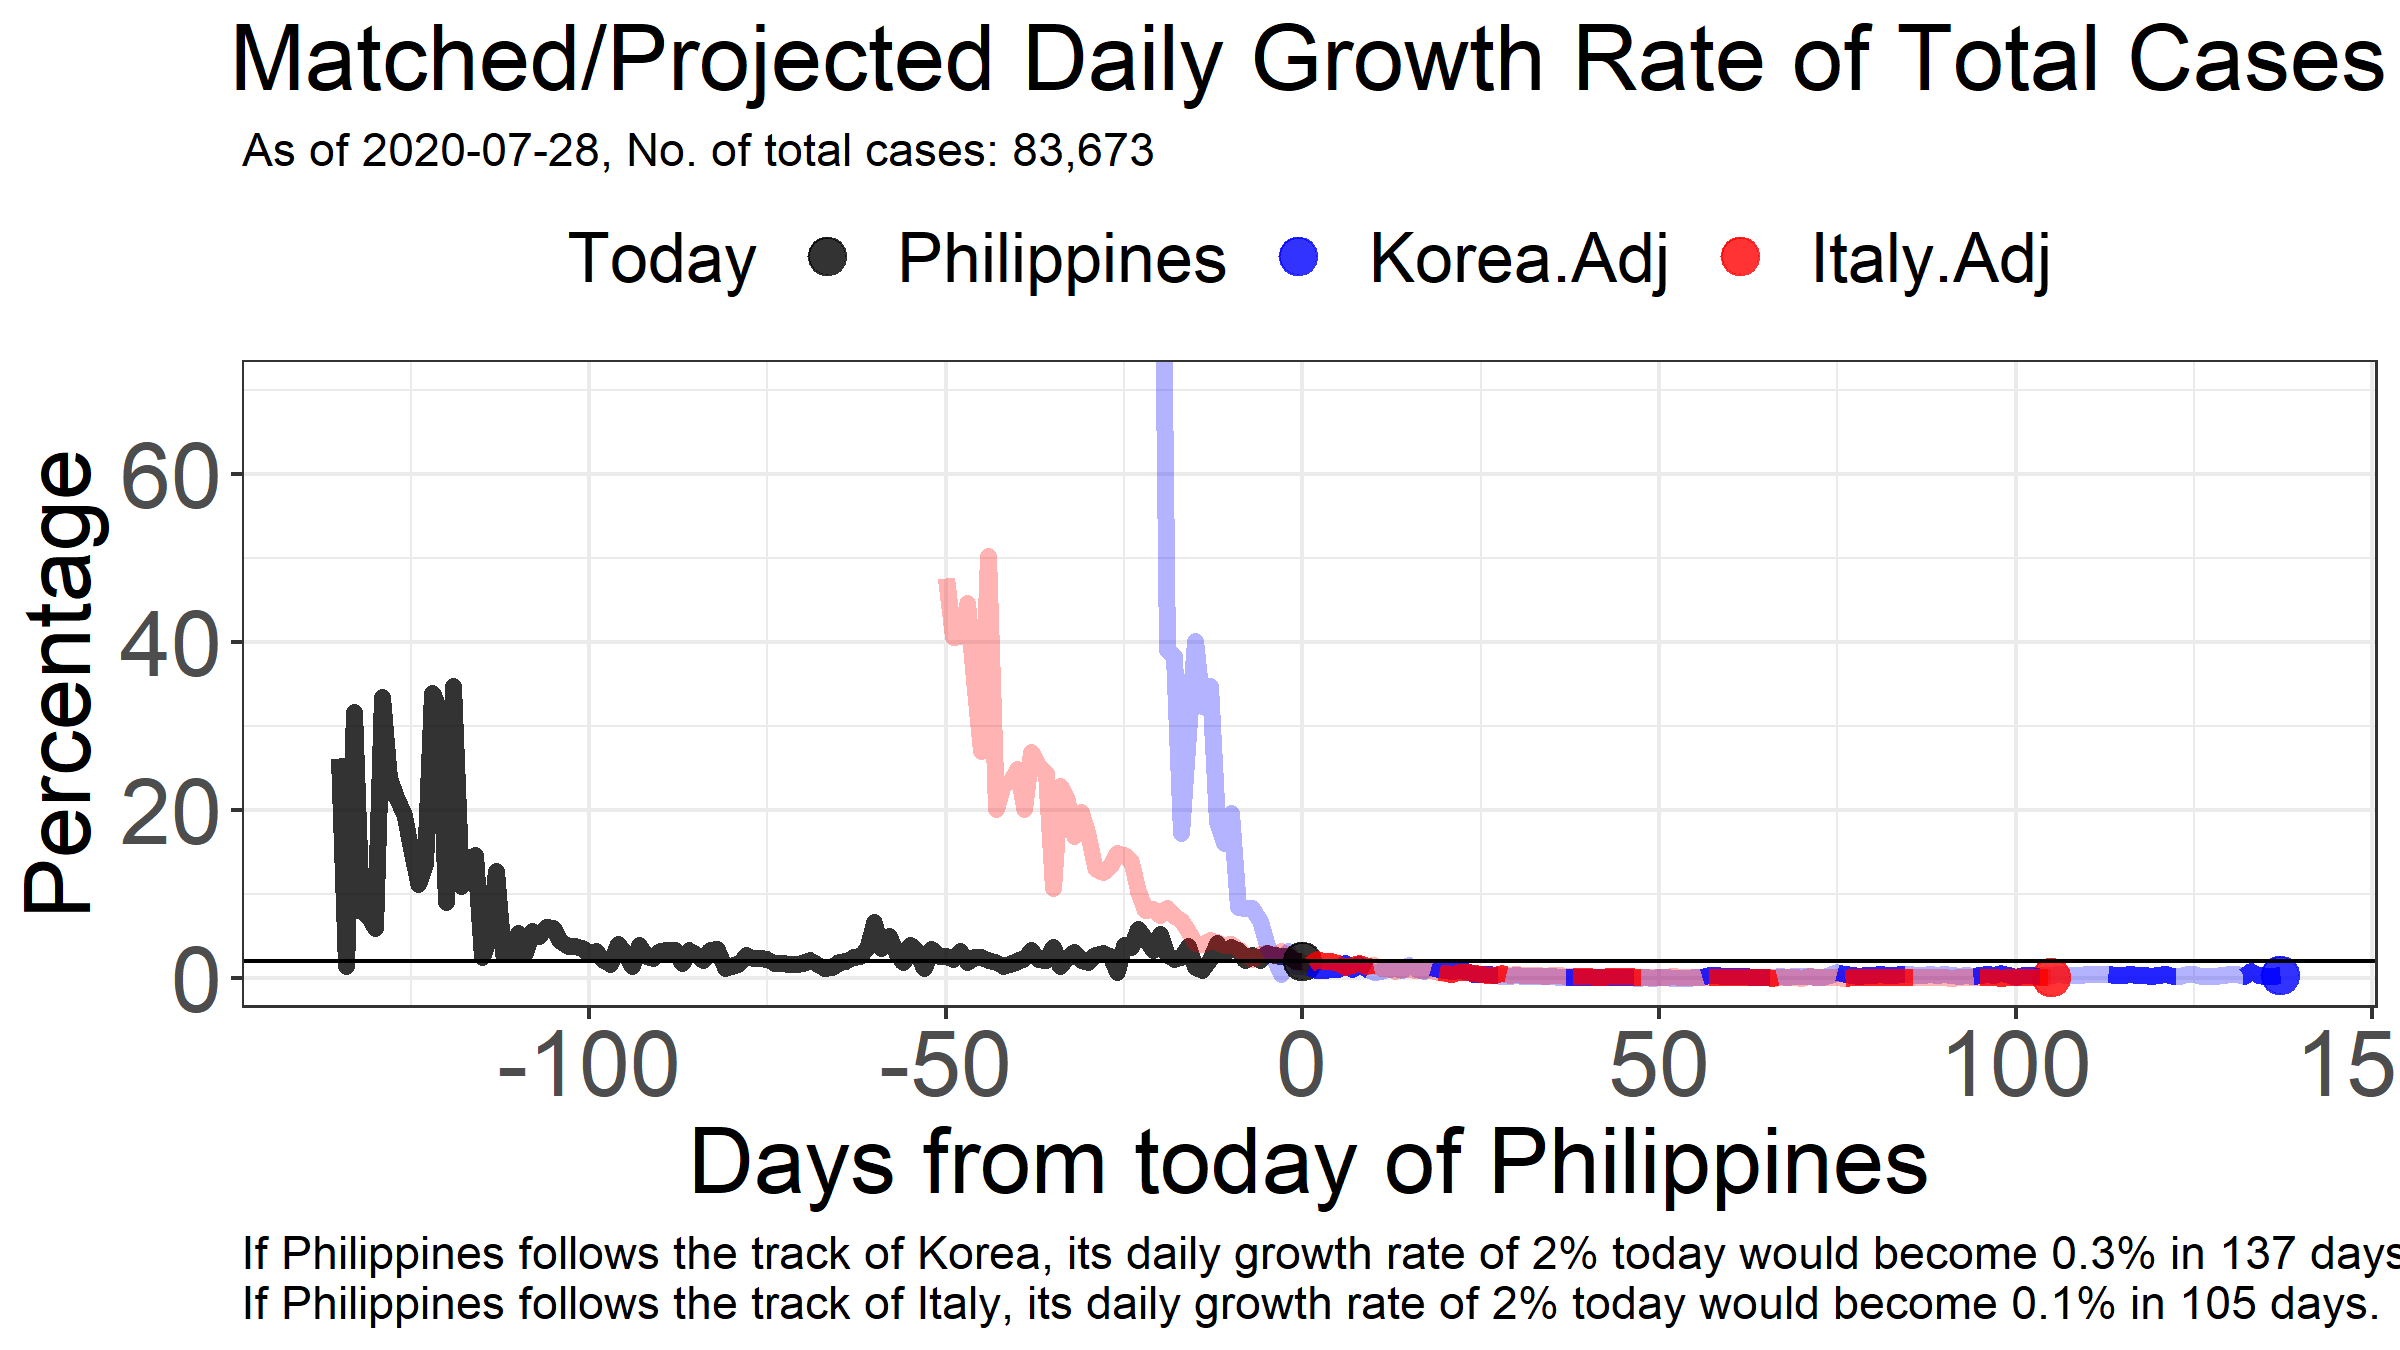 Matched/Projected Daily Growth Rate of Total Cases
As of 2020-07-28, No. of total cases: 83,673
Today Philippines Korea.Adj Italy.Adj
Percentage
60
40
20
0
-100 -50 0 50 100 15
Days from today of Philippines
If Philippines follows the track of Korea, its daily growth rate of 2% today would become 0.3% in 137 days
If Philippines follows the track of Italy, its daily growth rate of 2% today would become 0.1% in 105 days.